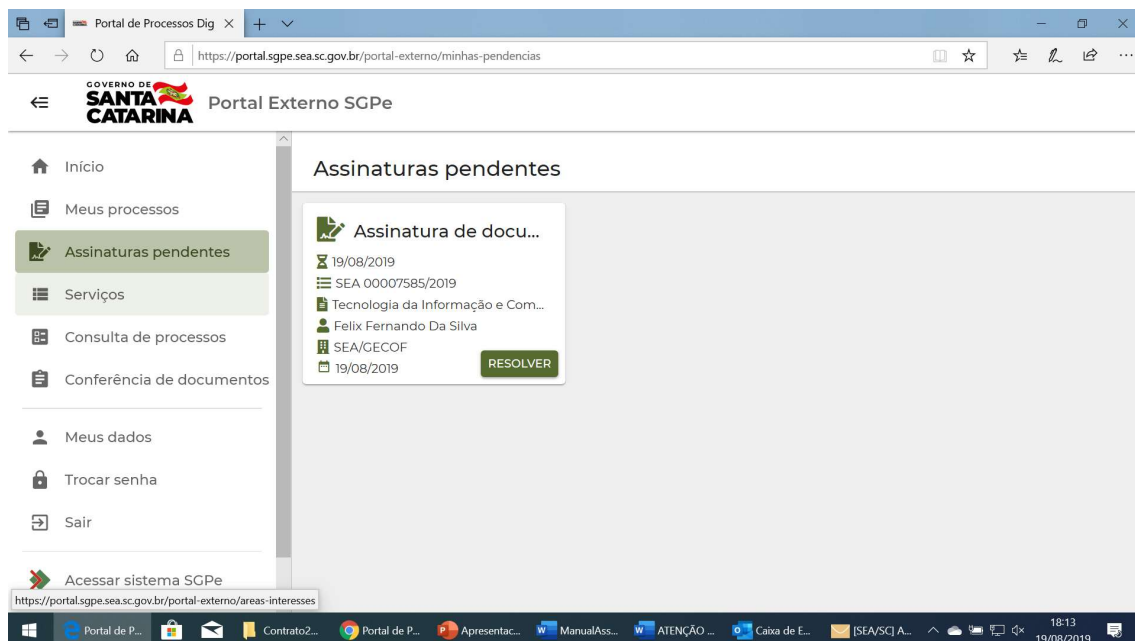 Portal de Processos Dig
https://portal.sgpe.sea.sc.gov.br/portal-externo/minhas-pendencias
GOVERNO DE
SANTA
CATARINA
Portal Externo SGPe
Início
Meus processos
Assinaturas pendentes
Serviços
Consulta de processos
Conferência de documentos
Meus dados
Trocar senha
Sair
Acessar sistema SGPe
Assinaturas pendentes
Assinatura de docu...
19/08/2019
SEA 00007585/2019
Tecnologia da Informação e Com...
Felix Fernando Da Silva
SEA/GECOF
19/08/2019
RESOLVER
https://portal.sgpe.sea.sc.gov.br/portal-externo/areas-interesses
Portal de P...
Contrato2...
Portal de P...
Apresentac...
ManualAss...
ATENÇÃO ...
Caixa de E...
[SEA/SC] A...
18:13
19/08/2019